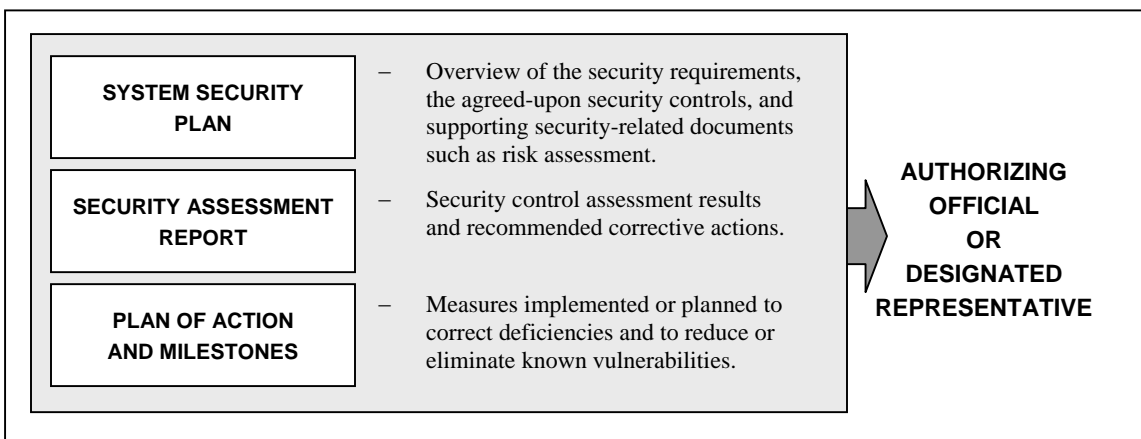 SYSTEM SECURITY
PLAN
– Overview of the security requirements,
the agreed-upon security controls, and
supporting security-related documents
such as risk assessment.
SECURITY ASSESSMENT
REPORT
– Security control assessment results
and recommended corrective actions.
PLAN OF ACTION
AND MILESTONES
– Measures implemented or planned to
correct deficiencies and to reduce or
eliminate known vulnerabilities.
AUTHORIZING
OFFICIAL
OR
DESIGNATED
REPRESENTATIVE